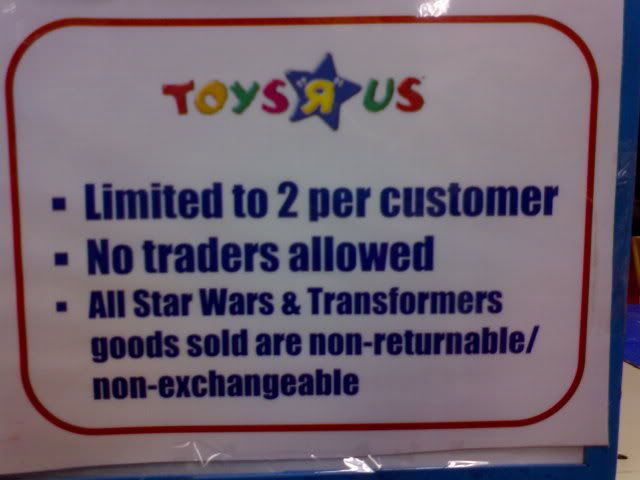 TOYS "R" US
▪ Limited to 2 per customer
▪ No traders allowed
▪ All Star Wars & Transformers
goods sold are non-returnable/
non-exchangeable